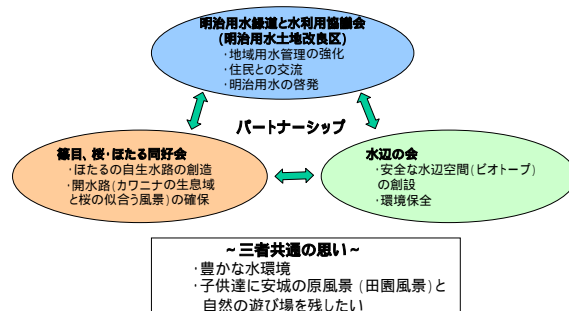 明治用水緑道と水利用協議会
(明治用水土地改良区)
・地域用水管理の強化
・住民との交流
・明治用水の啓発
パートナーシップ
篠目、桜・ほたる同好会
・ほたるの自生水路の創造
・開水路(カワニナの生息域
と桜の似合う風景)の確保
水辺の会
・安全な水辺空間(ビオトープ)
の創設
・環境保全
~三者共通の思い~
・豊かな水環境
・子供達に安城の原風景(田園風景)と
自然の遊び場を残したい